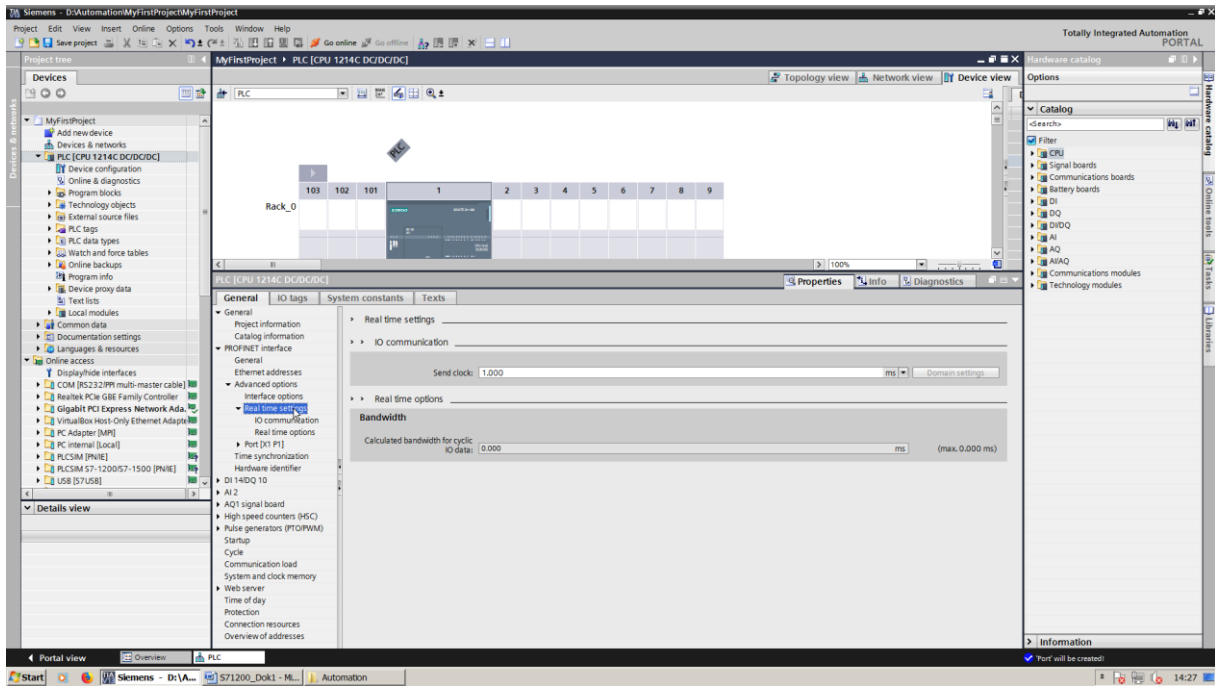 Siemens - D:\Automation\MyFirstProject\MyFirstProject
Project Edit View Insert Online Options Tools Window Help
Save project Go online Go offline
Totally Integrated Automation
PORTAL
Project tree
MyFirstProject ▸ PLC [CPU 1214C DC/DC/DC]
Hardware catalog
Devices
Topology view Network view Device view
Options
PLC
Devices & networks
MyFirstProject
Add new device
Devices & networks
PLC [CPU 1214C DC/DC/DC]
Device configuration
Online & diagnostics
Program blocks
Technology objects
External source files
PLC tags
PLC data types
Watch and force tables
Online backups
Program info
Device proxy data
Text lists
Local modules
Common data
Documentation settings
Languages & resources
Online access
Display/hide interfaces
COM [RS232/PPI multi-master cable]
Realtek PCIe GBE Family Controller
Gigabit PCI Express Network Ada.
VirtualBox Host-Only Ethernet Adapte
PC Adapter [MPI]
PC internal [Local]
PLCSIM [PN/IE]
PLCSIM S7-1200/S7-1500 [PN/IE]
USB [S7USB]
Details view
PLC
103 102 101 1 2 3 4 5 6 7 8 9
Rack_0
100%
PLC [CPU 1214C DC/DC/DC]
Properties Info Diagnostics
General IO tags System constants Texts
General
Project information
Catalog information
PROFINET interface
General
Ethernet addresses
Advanced options
Interface options
Real time settings
IO communication
Real time options
Port [X1 P1]
Time synchronization
Hardware identifier
DI 14/DQ 10
AI 2
AQ1 signal board
High speed counters (HSC)
Pulse generators (PTO/PWM)
Startup
Cycle
Communication load
System and clock memory
Web server
Time of day
Protection
Connection resources
Overview of addresses
Real time settings
IO communication
Send clock: 1.000 ms Domain settings
Real time options
Bandwidth
Calculated bandwidth for cyclic
IO data: 0.000 ms (max. 0.000 ms)
Catalog
<Search>
Filter
CPU
Signal boards
Communications boards
Battery boards
DI
DQ
DI/DQ
AI
AQ
AI/AQ
Communications modules
Technology modules
Information
Hardware catalog
Online tools
Tasks
Libraries
Portal view Overview PLC
'Port' will be created!
Start Siemens - D:\A... S71200_Dok1 - Mi... Automation 14:27